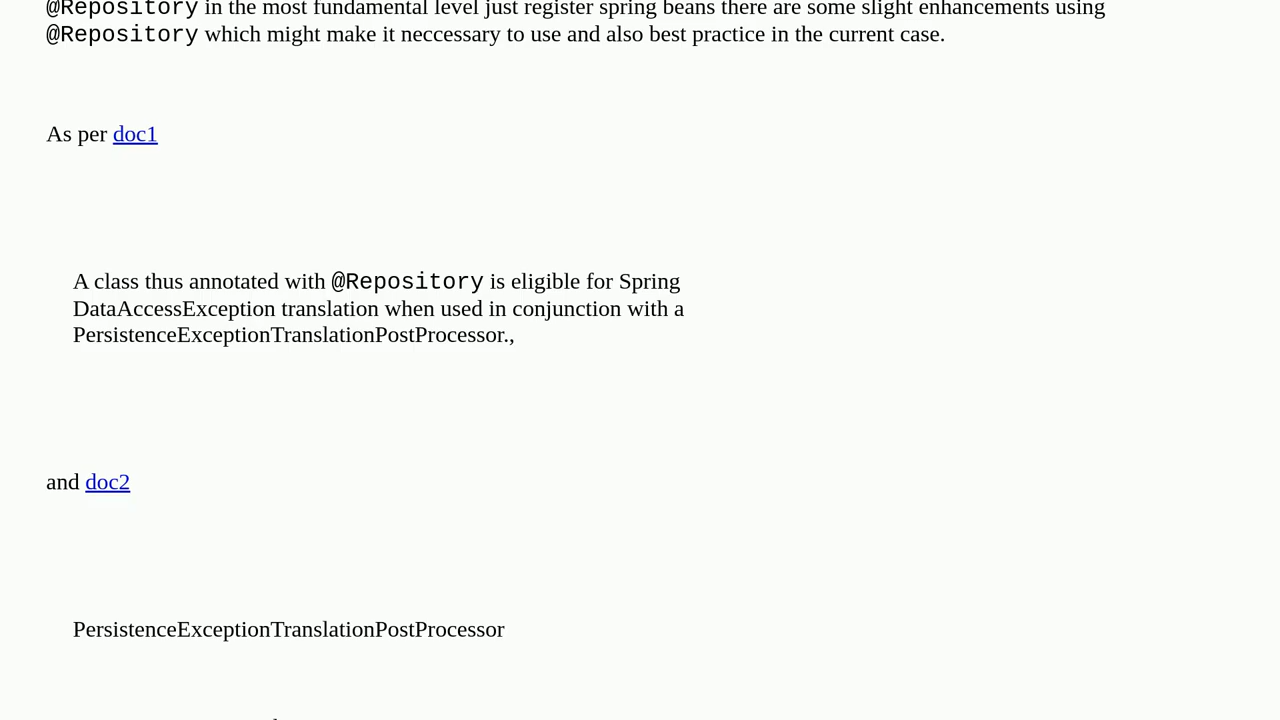 @Repository in the most fundamental level just register spring beans there are some slight enhancements using
@Repository which might make it neccessary to use and also best practice in the current case.
As per doc1
A class thus annotated with @Repository is eligible for Spring
DataAccessException translation when used in conjunction with a
PersistenceExceptionTranslationPostProcessor.,
and doc2
PersistenceExceptionTranslationPostProcessor